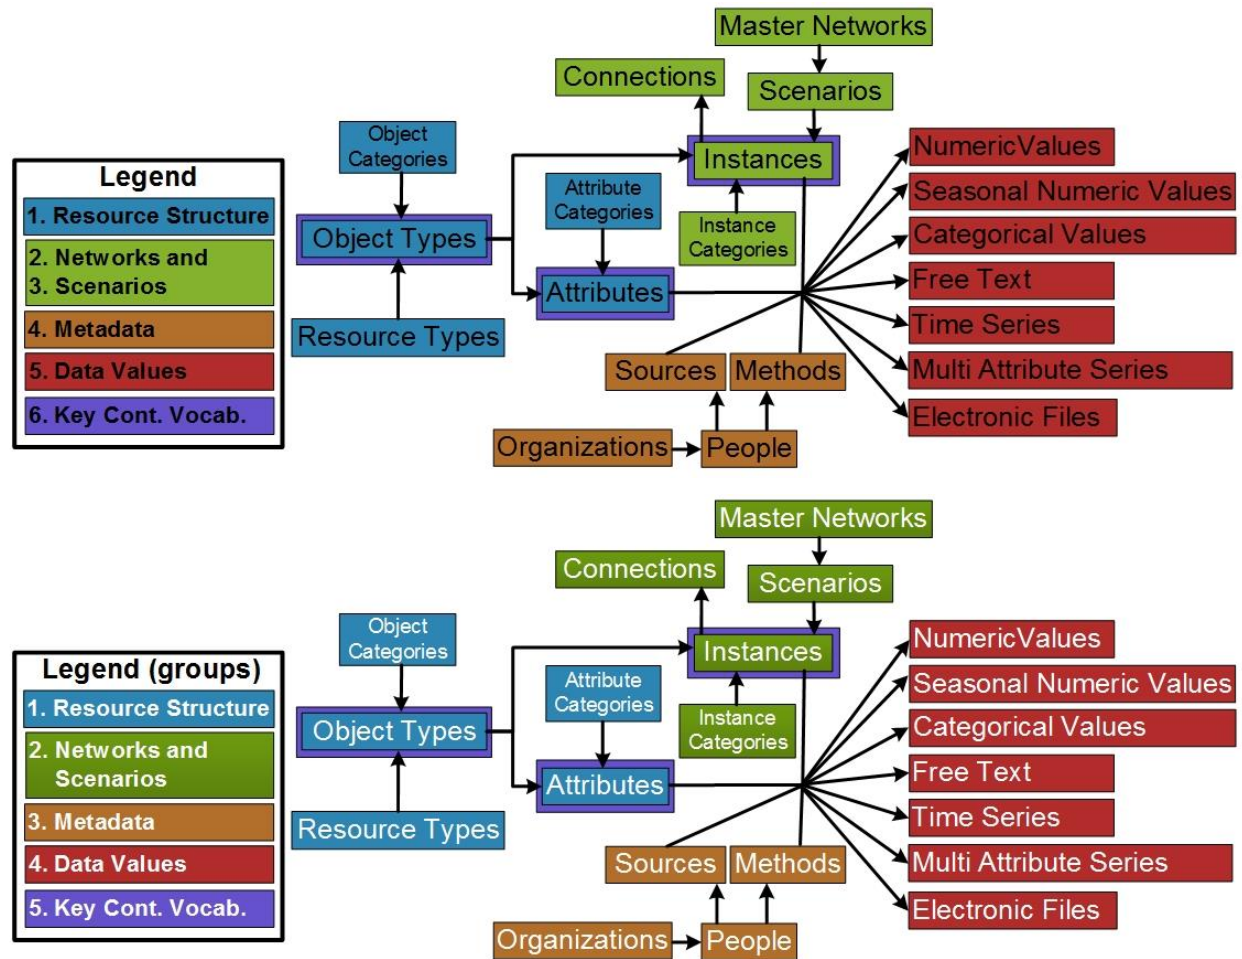 Master Networks
Connections
Scenarios
Object
Categories
NumericValues
Instances
Legend
Attribute
Categories
Seasonal Numeric Values
1. Resource Structure
Instance
Categories
Object Types
Categorical Values
2. Networks and
3. Scenarios
Free Text
Attributes
4. Metadata
Resource Types
Time Series
5. Data Values
Sources
Methods
Multi Attribute Series
6. Key Cont. Vocab.
Electronic Files
Organizations
People
Master Networks
Connections
Scenarios
Object
Categories
NumericValues
Instances
Legend (groups)
Attribute
Categories
Seasonal Numeric Values
1. Resource Structure
Instance
Categories
Object Types
Categorical Values
2. Networks and
Scenarios
Free Text
Attributes
3. Metadata
Resource Types
Time Series
4. Data Values
Sources
Methods
Multi Attribute Series
5. Key Cont. Vocab.
Electronic Files
Organizations
People